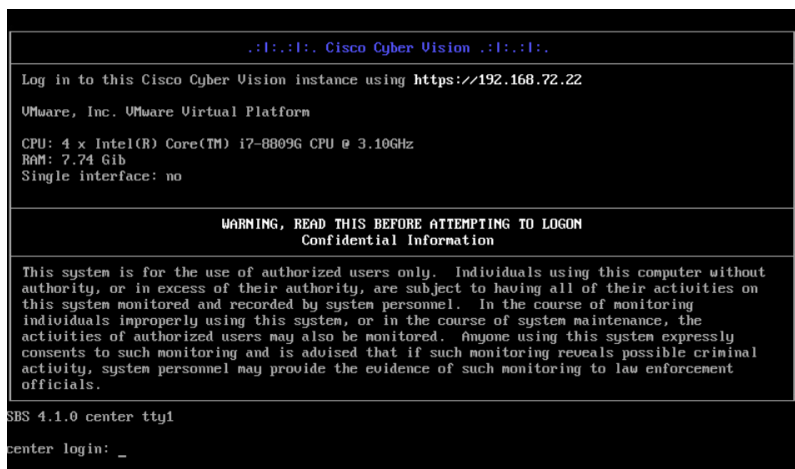 .:|:.:|:. Cisco Cyber Vision .:|:.:|:.
Log in to this Cisco Cyber Vision instance using https://192.168.72.22
VMware, Inc. VMware Virtual Platform
CPU: 4 x Intel(R) Core(TM) i7-8809G CPU @ 3.10GHz
RAM: 7.74 Gib
Single interface: no
WARNING, READ THIS BEFORE ATTEMPTING TO LOGON
Confidential Information
This system is for the use of authorized users only.  Individuals using this computer without
authority, or in excess of their authority, are subject to having all of their activities on
this system monitored and recorded by system personnel.  In the course of monitoring
individuals improperly using this system, or in the course of system maintenance, the
activities of authorized users may also be monitored.  Anyone using this system expressly
consents to such monitoring and is advised that if such monitoring reveals possible criminal
activity, system personnel may provide the evidence of such monitoring to law enforcement
officials.
SBS 4.1.0 center tty1
center login: _